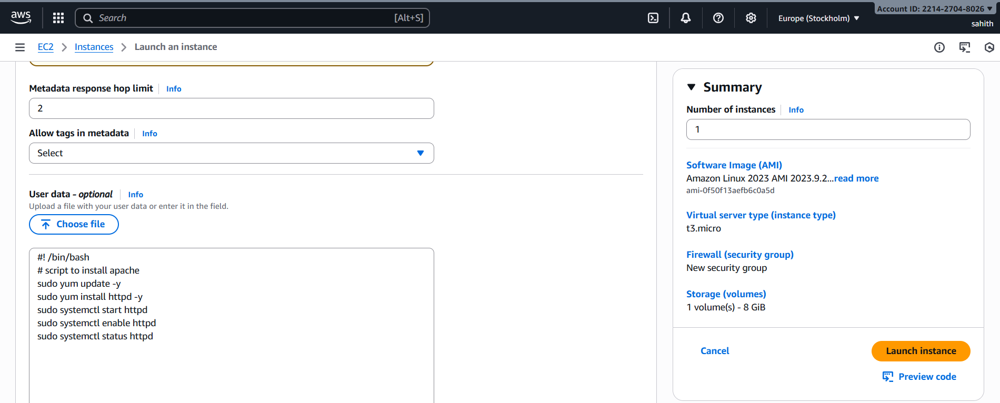 aws
Search [Alt+S]
Europe (Stockholm)
Account ID: 2214-2704-8026
sahith
EC2 Instances Launch an instance
Metadata response hop limit Info
2
Allow tags in metadata Info
Select
User data - optional Info
Upload a file with your user data or enter it in the field.
Choose file
#! /bin/bash
# script to install apache
sudo yum update -y
sudo yum install httpd -y
sudo systemctl start httpd
sudo systemctl enable httpd
sudo systemctl status httpd
Summary
Number of instances Info
1
Software Image (AMI)
Amazon Linux 2023 AMI 2023.9.2...read more
ami-0f50f13aefb6c0a5d
Virtual server type (instance type)
t3.micro
Firewall (security group)
New security group
Storage (volumes)
1 volume(s) - 8 GiB
Cancel
Launch instance
Preview code